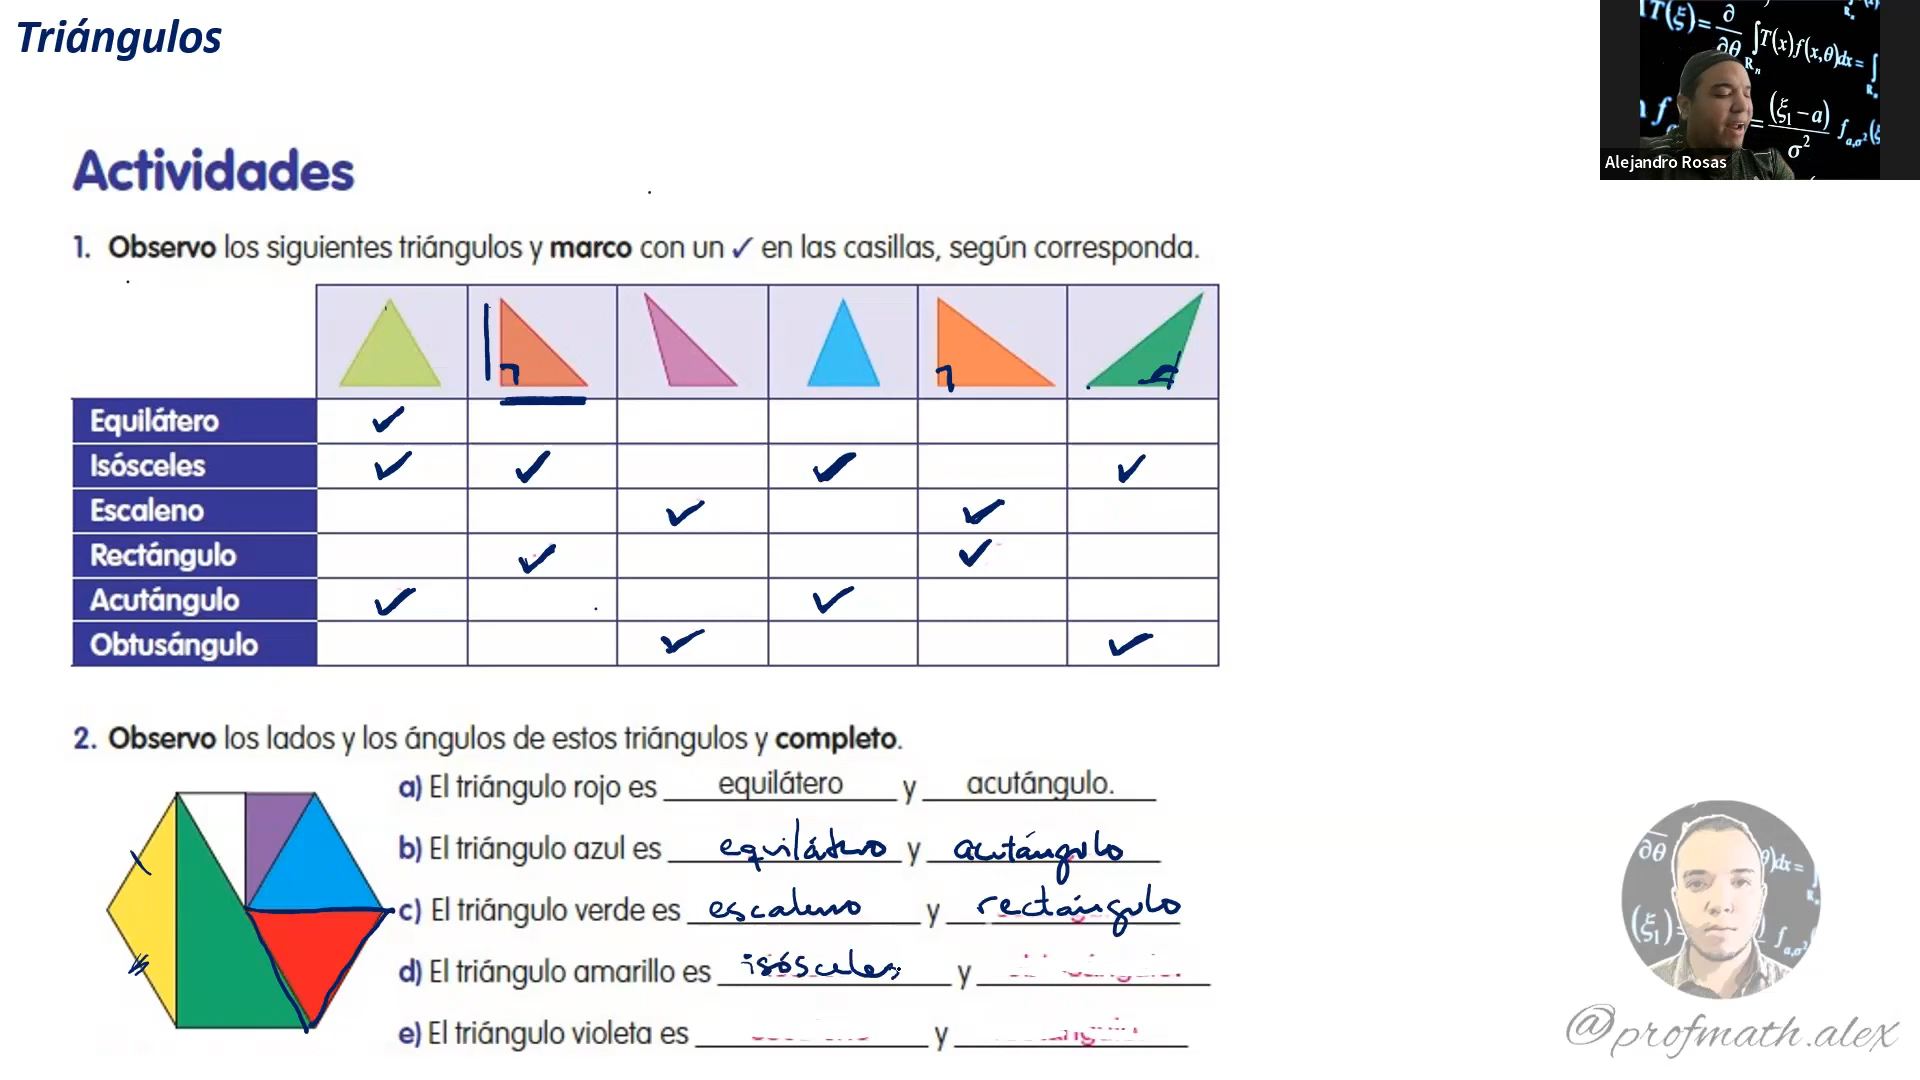 Triángulos
Alejandro Rosas
Actividades
1. Observo los siguientes triángulos y marco con un ✓ en las casillas, según corresponda.
Equilátero ✓
Isósceles ✓ ✓ ✓ ✓
Escaleno ✓ ✓
Rectángulo ✓ ✓
Acutángulo ✓ ✓
Obtusángulo ✓ ✓
2. Observo los lados y los ángulos de estos triángulos y completo.
a) El triángulo rojo es equilátero y acutángulo.
b) El triángulo azul es equilátero y acutángulo
c) El triángulo verde es escaleno y rectángulo
d) El triángulo amarillo es isósceles y
e) El triángulo violeta es y
@profmath.alex